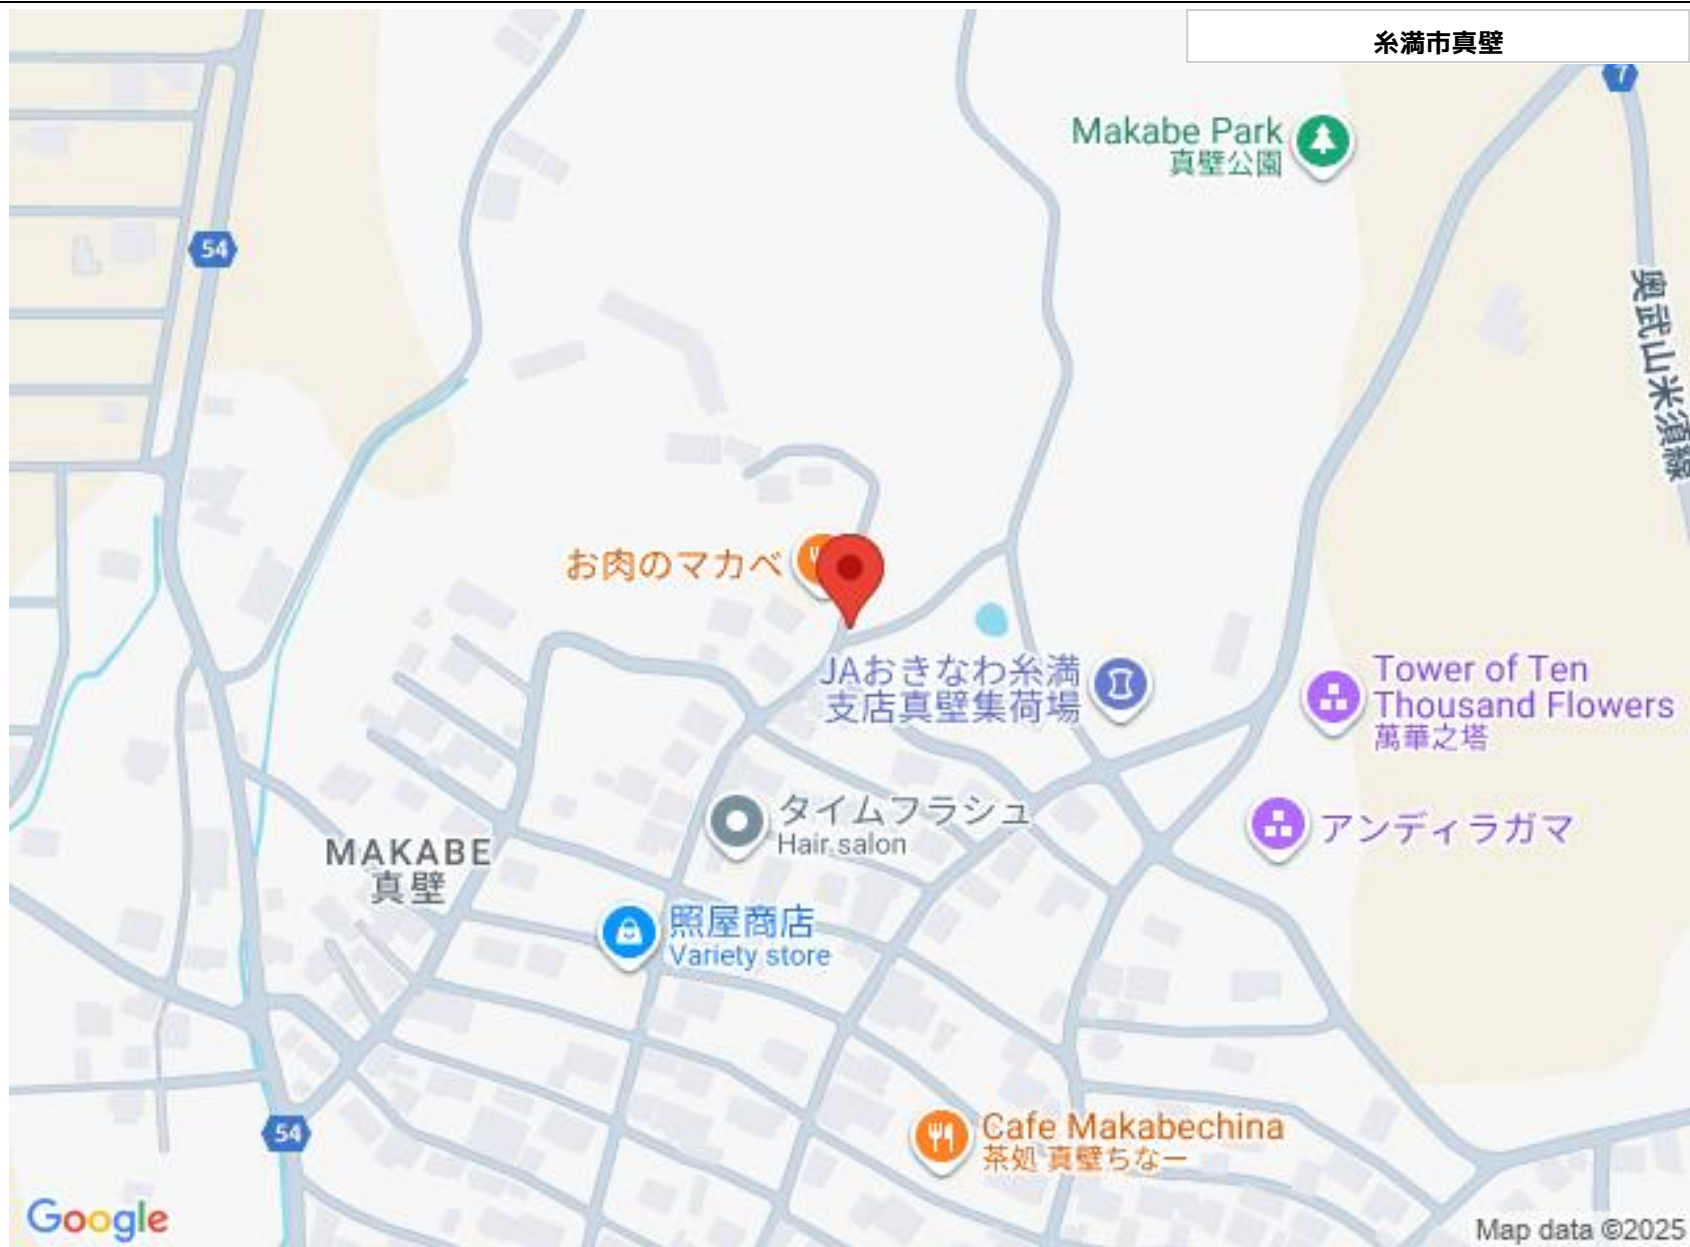 糸満市真壁
7
Makabe Park
真壁公園
54
奥武山米須線
お肉のマカベ
JAおきなわ糸満
支店真壁集荷場
Tower of Ten
Thousand Flowers
萬華之塔
タイムフラシュ
Hair salon
アンディラガマ
MAKABE
真壁
照屋商店
Variety store
54
Cafe Makabechina
茶処 真壁ちなー
Google
Map data ©2025